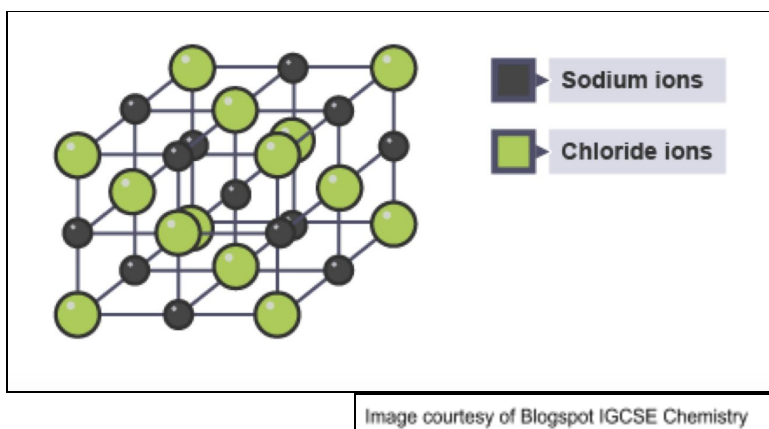 Sodium ions
Chloride ions
Image courtesy of Blogspot IGCSE Chemistry